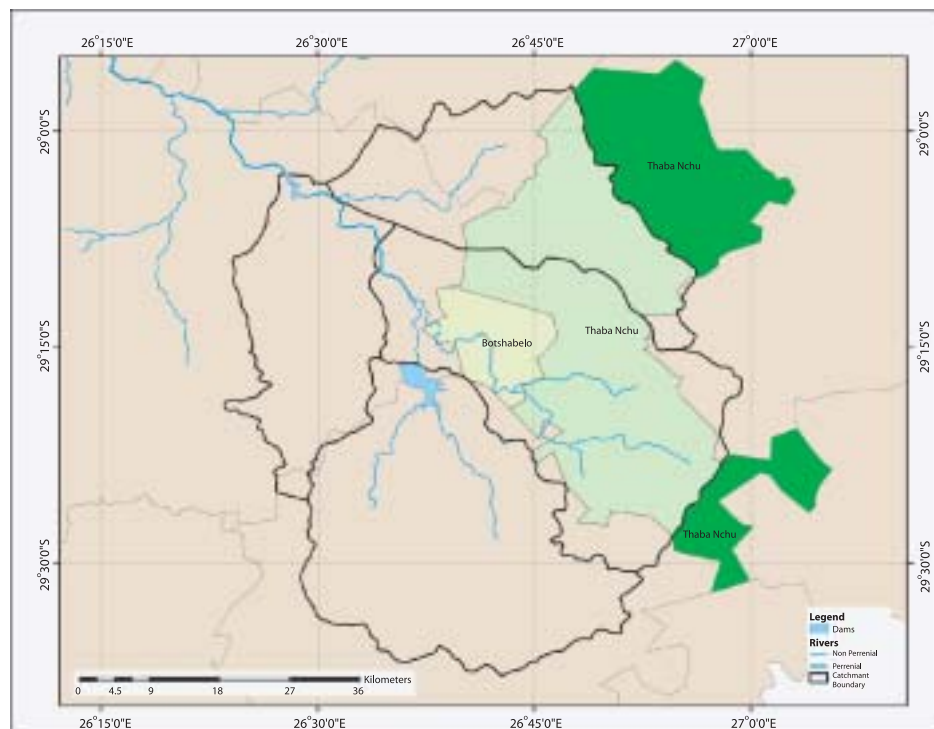 26°15'0"E 26°30'0"E 26°45'0"E 27°0'0"E
29°0'0"S 29°0'0"S
Thaba Nchu
29°15'0"S 29°15'0"S
Thaba Nchu
Botshabelo
Thaba Nchu
29°30'0"S 29°30'0"S
Legend
Dams
Rivers
Non Perrenial
Perrenial
Catchmant
Boundary
Kilometers
0 4.5 9 18 27 36
26°15'0"E 26°30'0"E 26°45'0"E 27°0'0"E